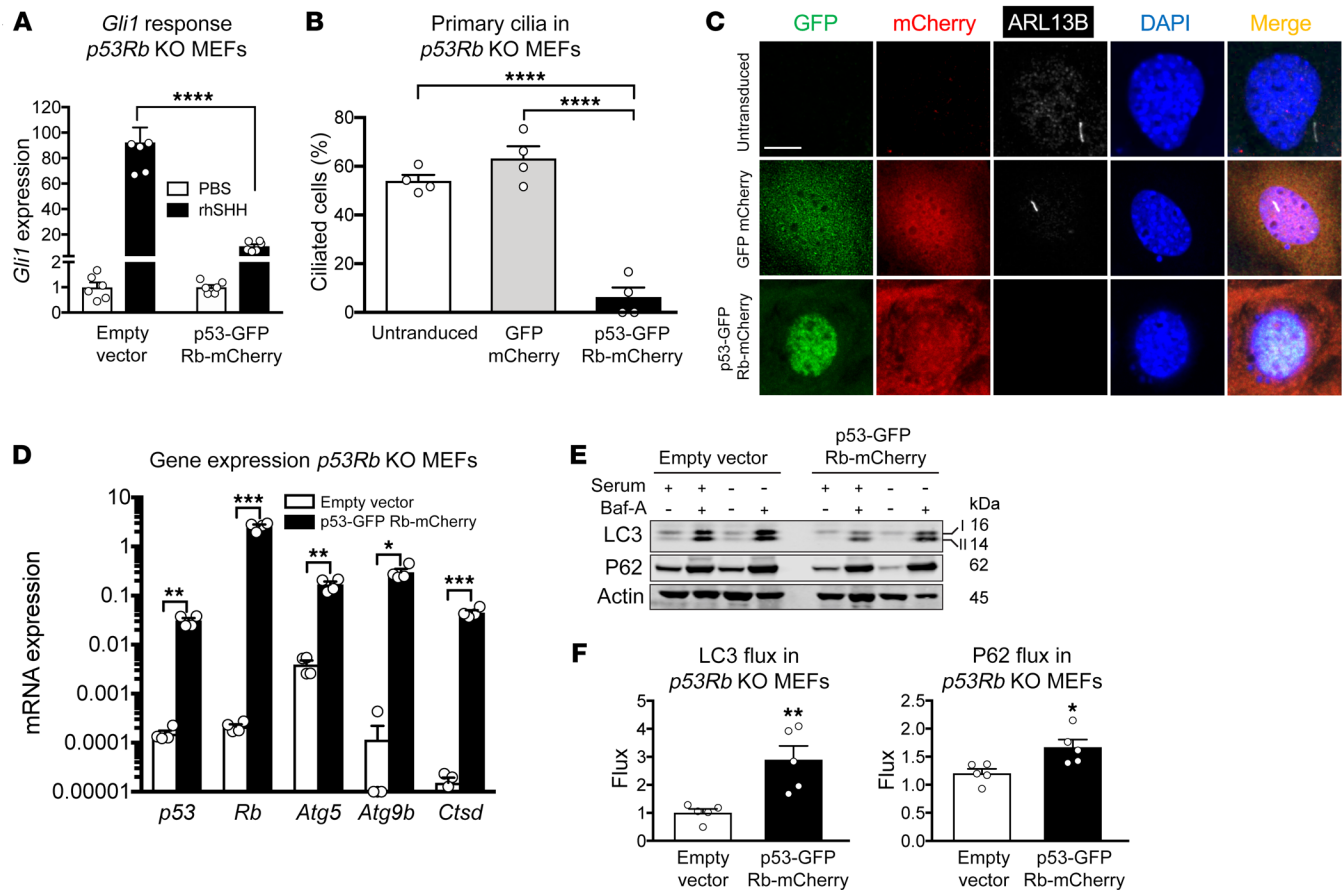 A
Gli1 response
p53Rb KO MEFs
****
Gli1 expression
120
100
80
60
40
20
2
1
0
PBS
rhSHH
Empty
vector
p53-GFP
Rb-mCherry
B
Primary cilia in
p53Rb KO MEFs
****
****
Ciliated cells (%)
80
60
40
20
0
Untranduced
GFP
mCherry
p53-GFP
Rb-mCherry
C
GFP
mCherry
ARL13B
DAPI
Merge
Untransduced
GFP mCherry
p53-GFP
Rb-mCherry
D
Gene expression p53Rb KO MEFs
Empty vector
p53-GFP Rb-mCherry
mRNA expression
10
1
0.1
0.01
0.001
0.0001
0.00001
**
***
**
*
***
p53
Rb
Atg5
Atg9b
Ctsd
E
Empty vector
p53-GFP
Rb-mCherry
Serum + + - - + + - -
Baf-A - + - + - + - +
kDa
LC3
I 16
II 14
P62
62
Actin
45
F
LC3 flux in
p53Rb KO MEFs
Flux
5
4
3
2
1
0
**
Empty
vector
p53-GFP
Rb-mCherry
P62 flux in
p53Rb KO MEFs
Flux
2.5
2.0
1.5
1.0
0.5
0.0
*
Empty
vector
p53-GFP
Rb-mCherry